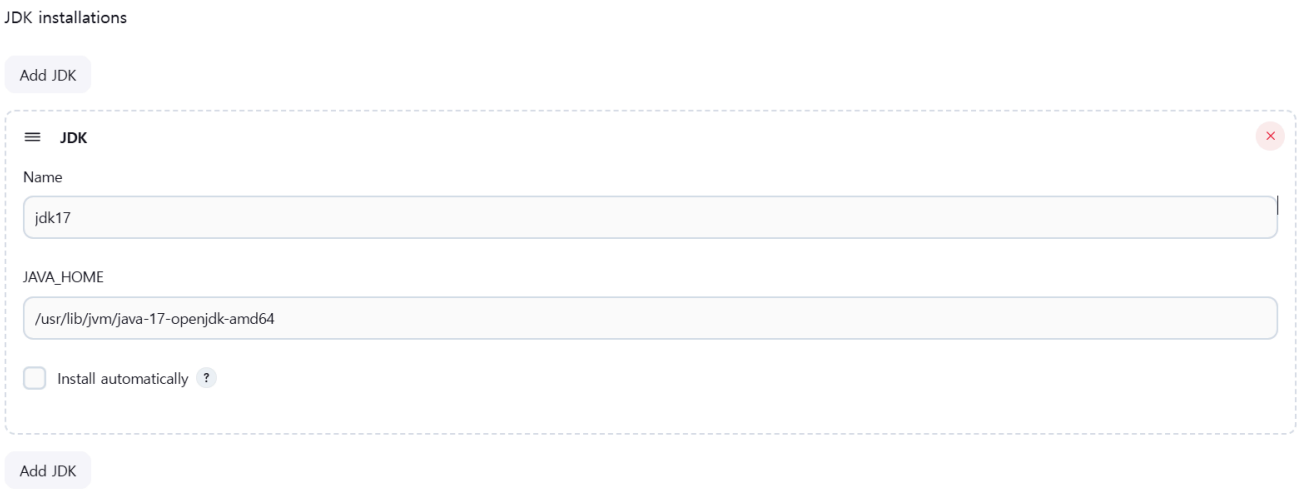 JDK installations
Add JDK
JDK
Name
jdk17
JAVA_HOME
/usr/lib/jvm/java-17-openjdk-amd64
Install automatically ?
Add JDK